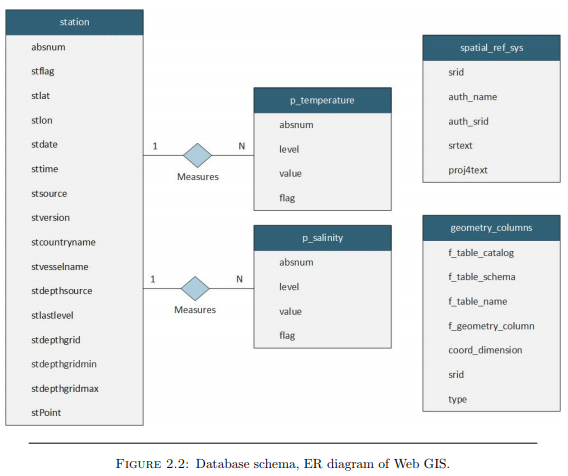 station
absnum
stflag
stlat
stlon
stdate
sttime
stsource
stversion
stcountryname
stvesselname
stdepthsource
stlastlevel
stdepthgrid
stdepthgridmin
stdepthgridmax
stPoint
1
N
Measures
1
N
Measures
p_temperature
absnum
level
value
flag
p_salinity
absnum
level
value
flag
spatial_ref_sys
srid
auth_name
auth_srid
srtext
proj4text
geometry_columns
f_table_catalog
f_table_schema
f_table_name
f_geometry_column
coord_dimension
srid
type
FIGURE 2.2: Database schema, ER diagram of Web GIS.